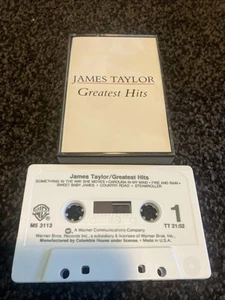 JAMES TAYLOR
Greatest Hits
James Taylor/Greatest Hits
SOMETHING IN THE WAY SHE MOVES • CAROLINA IN MY MIND • FIRE AND RAIN •
SWEET BABY JAMES • COUNTRY ROAD • STEAMROLLER
M5 3113
1
TT 21:02
A Warner Communications Company
Warner Bros. Records Inc., a subsidiary & licensee of Warner Bros. Inc.
Manufactured by Columbia House under license. • Made in U.S.A.